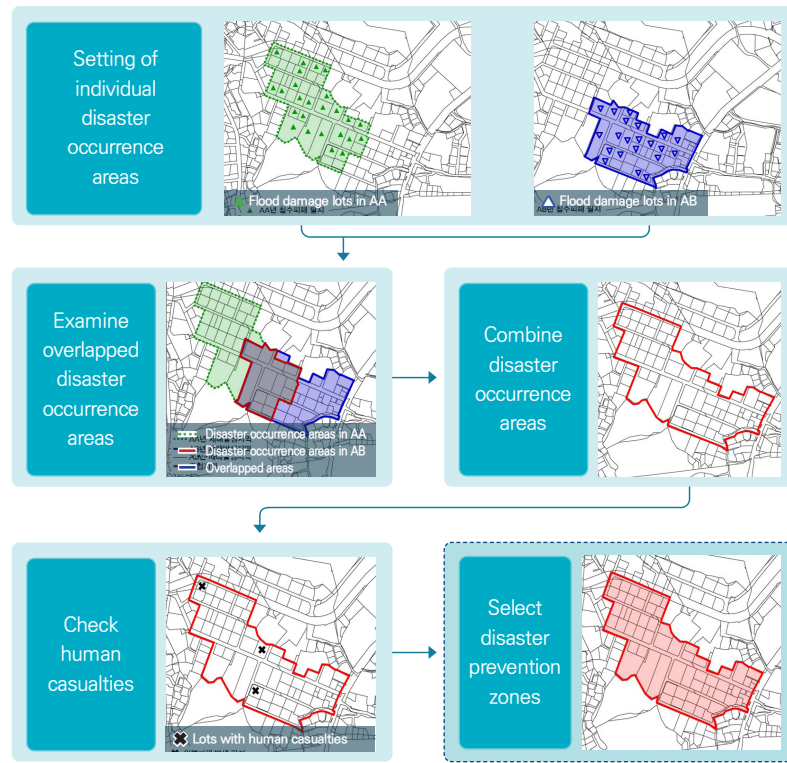 Setting of
individual
disaster
occurrence
areas
Flood damage lots in AA
Flood damage lots in AB
Examine
overlapped
disaster
occurrence
areas
Disaster occurrence areas in AA
Disaster occurrence areas in AB
Overlapped areas
Combine
disaster
occurrence
areas
Check
human
casualties
Lots with human casualties
Select
disaster
prevention
zones